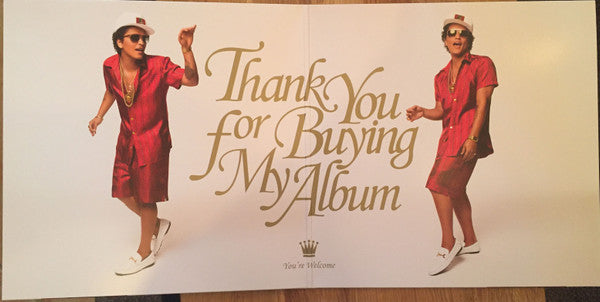 Thank You
for Buying
My Album
You're Welcome